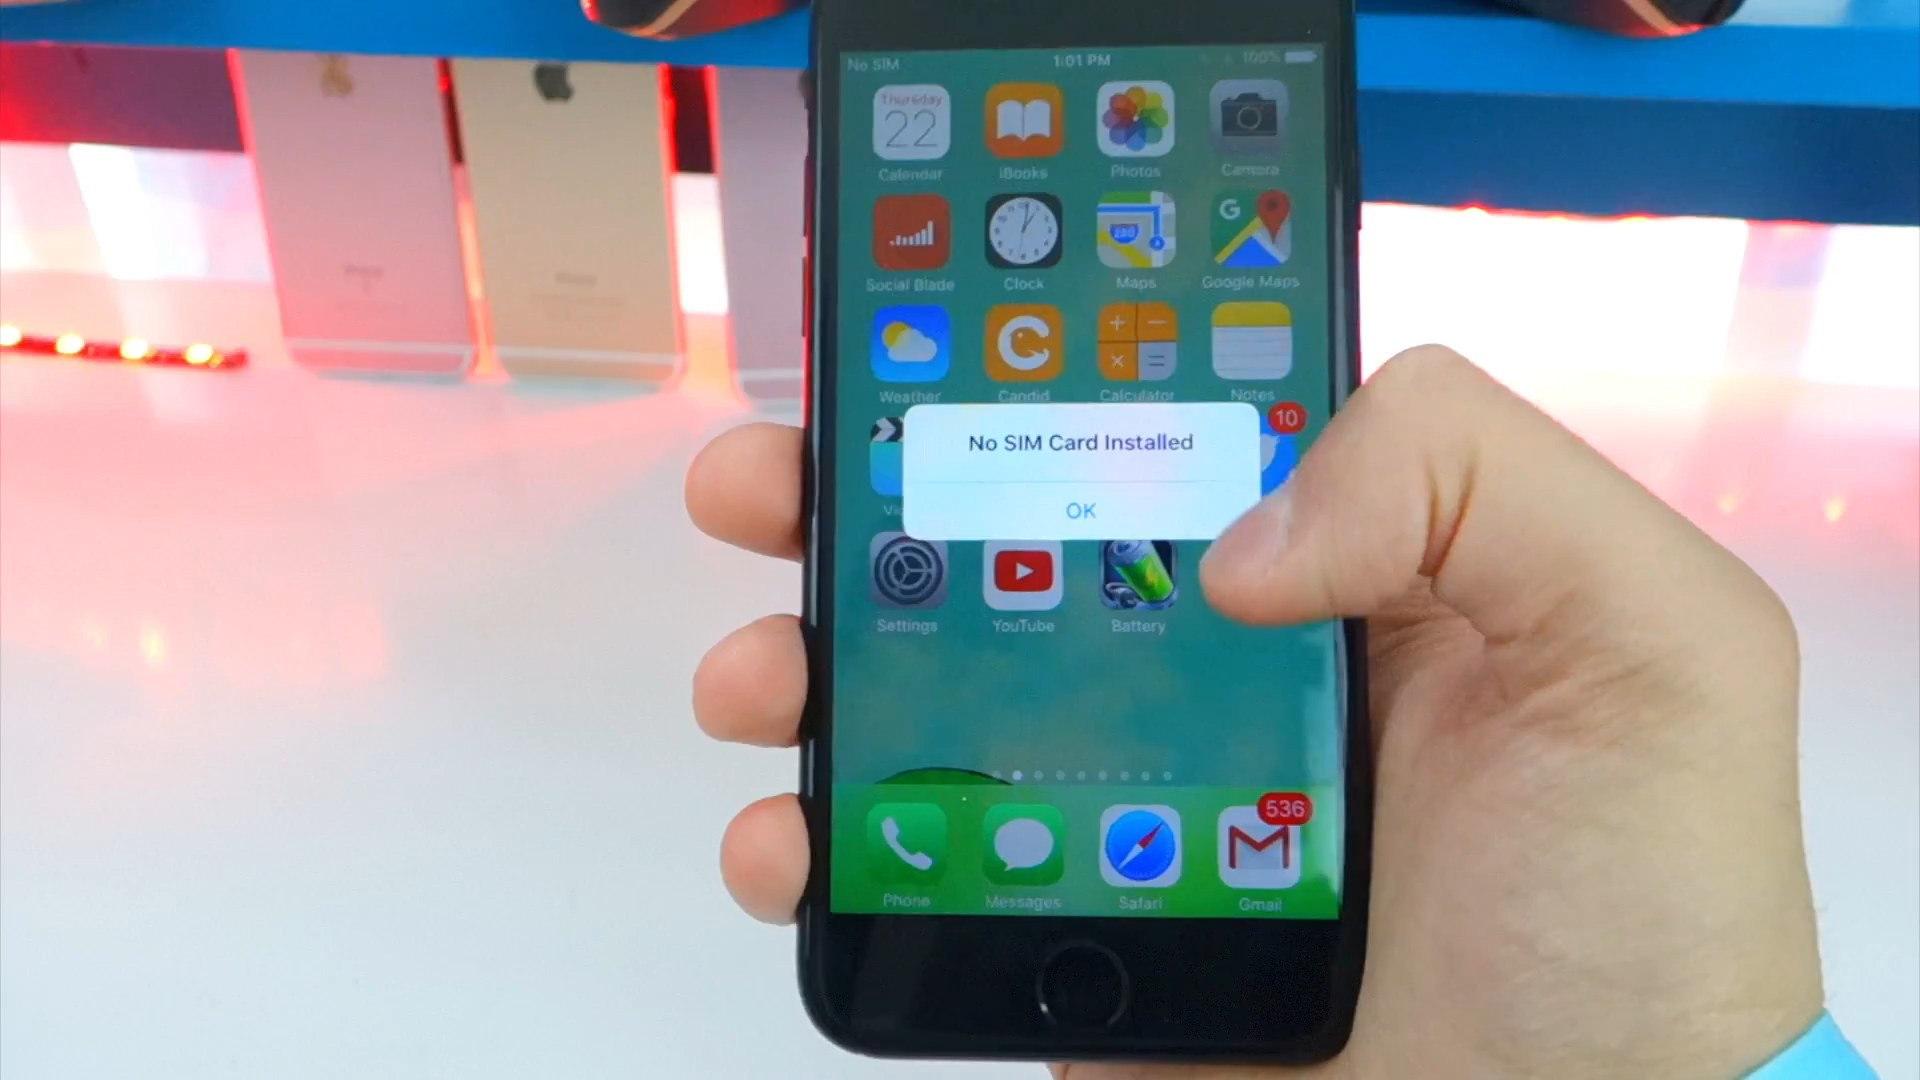 No SIM 1:01 PM 100%
Thursday
22
Calendar iBooks Photos Camera
G
Social Blade Clock Maps Google Maps
Weather Candid Calculator Notes
10
No SIM Card Installed
OK
Settings YouTube Battery
536
Phone Messages Safari Gmail